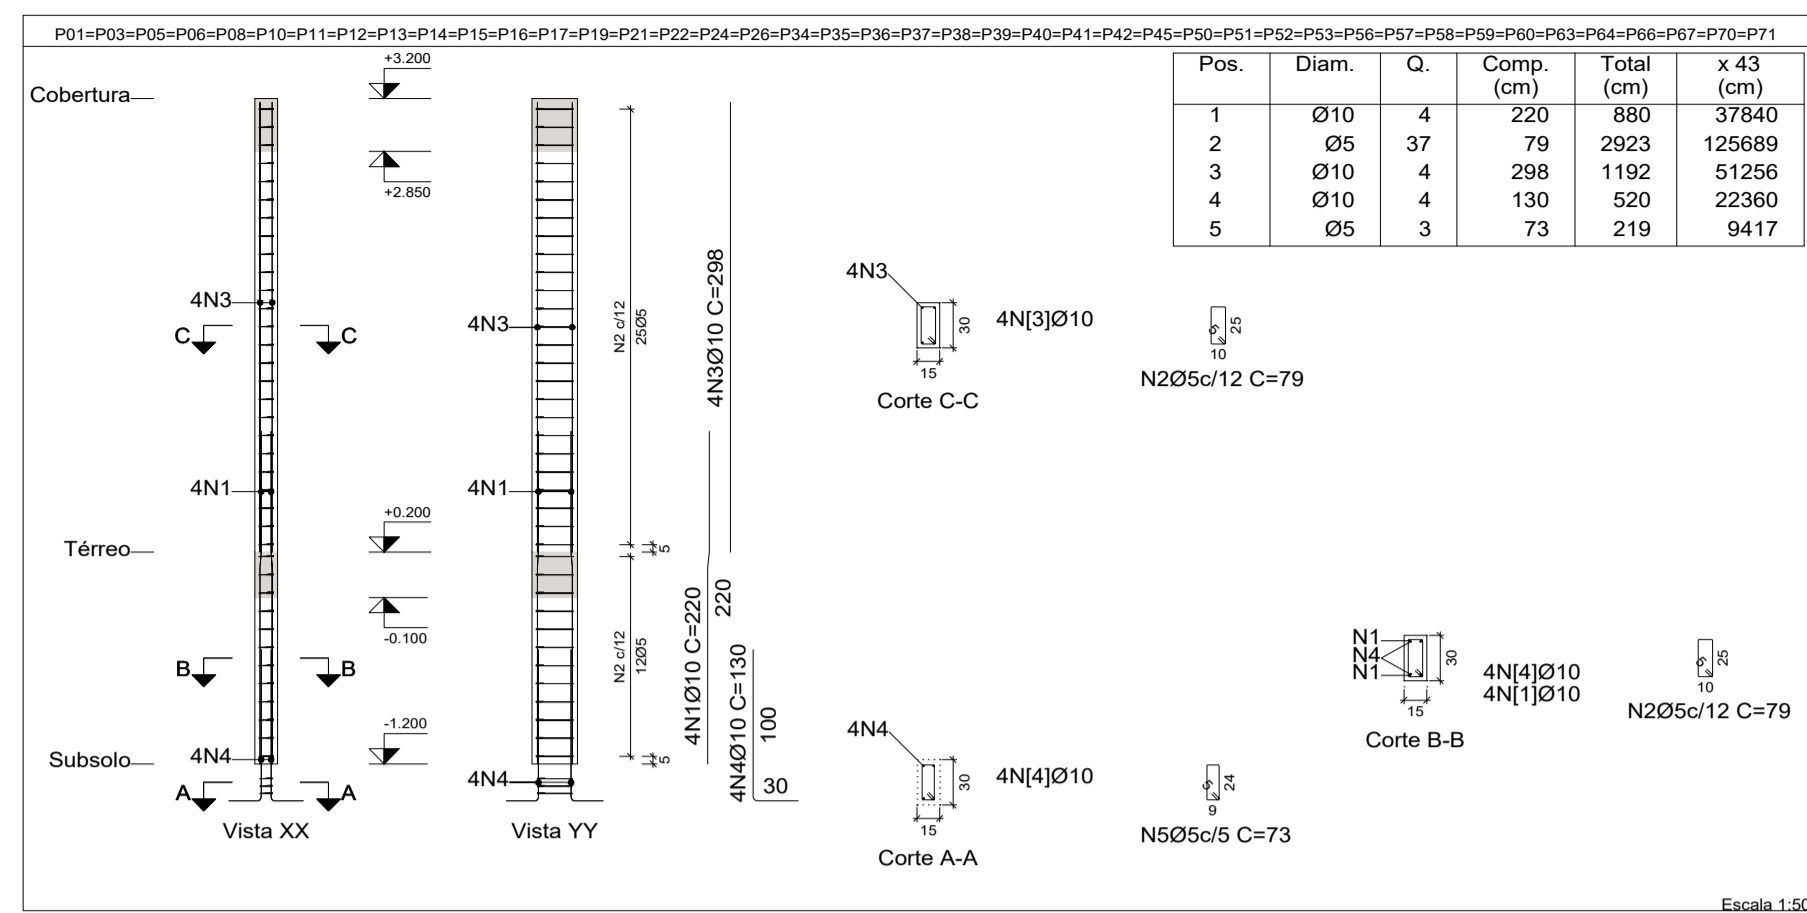 P01=P03=P05=P06=P08=P10=P11=P12=P13=P14=P15=P16=P17=P19=P21=P22=P24=P26=P34=P35=P36=P37=P38=P39=P40=P41=P42=P45=P50=P51=P52=P53=P56=P57=P58=P59=P60=P63=P64=P66=P67=P70=P71
Pos. Diam. Q. Comp. (cm) Total (cm) x 43 (cm)
1 Ø10 4 220 880 37840
2 Ø5 37 79 2923 125689
3 Ø10 4 298 1192 51256
4 Ø10 4 130 520 22360
5 Ø5 3 73 219 9417
Cobertura
+3.200
+2.850
4N3
C C
4N1
Térreo
+0.200
-0.100
B B
-1.200
Subsolo
4N4
A A
Vista XX
4N3
4N1
4N4
Vista YY
N2 c/12
25Ø5
5
N2 c/12
12Ø5
5
4N3Ø10 C=298
4N1Ø10 C=220
220
4N4Ø10 C=130
100
30
4N3
30
15
4N[3]Ø10
Corte C-C
5
25
10
N2Ø5c/12 C=79
N1
N4
N1
30
15
4N[4]Ø10
4N[1]Ø10
Corte B-B
5
25
10
N2Ø5c/12 C=79
4N4
30
15
4N[4]Ø10
Corte A-A
5
24
9
N5Ø5c/5 C=73
Escala 1:50